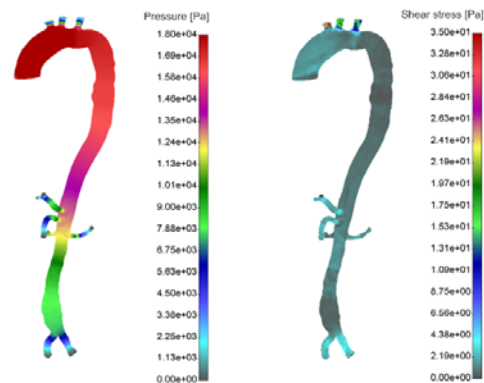 Pressure [Pa]
1.80e+04
1.69e+04
1.58e+04
1.46e+04
1.35e+04
1.24e+04
1.13e+04
1.01e+04
9.00e+03
7.88e+03
6.75e+03
5.63e+03
4.50e+03
3.38e+03
2.25e+03
1.13e+03
0.00e+00
Shear stress [Pa]
3.50e+01
3.06e+01
2.84e+01
2.63e+01
2.41e+01
2.19e+01
1.97e+01
1.75e+01
1.53e+01
1.31e+01
1.09e+01
8.75e+00
6.56e+00
4.38e+00
2.19e+00
0.00e+00